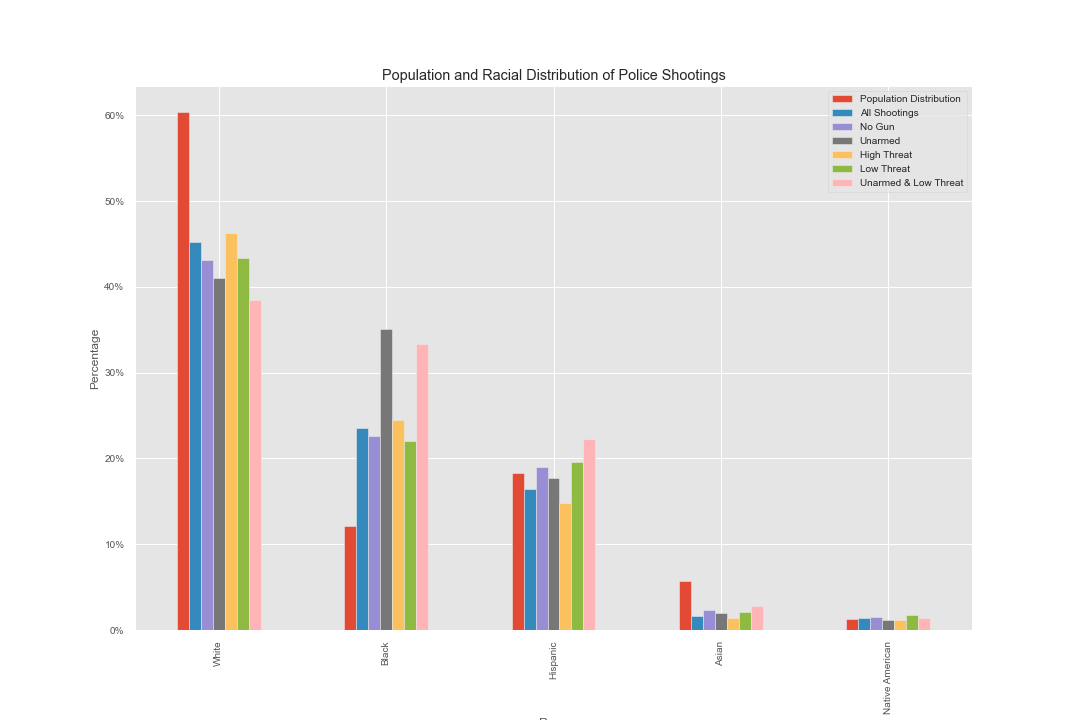 Population and Racial Distribution of Police Shootings
Population Distribution
All Shootings
No Gun
Unarmed
High Threat
Low Threat
Unarmed & Low Threat
Percentage
60%
50%
40%
30%
20%
10%
0%
White
Black
Hispanic
Asian
Native American